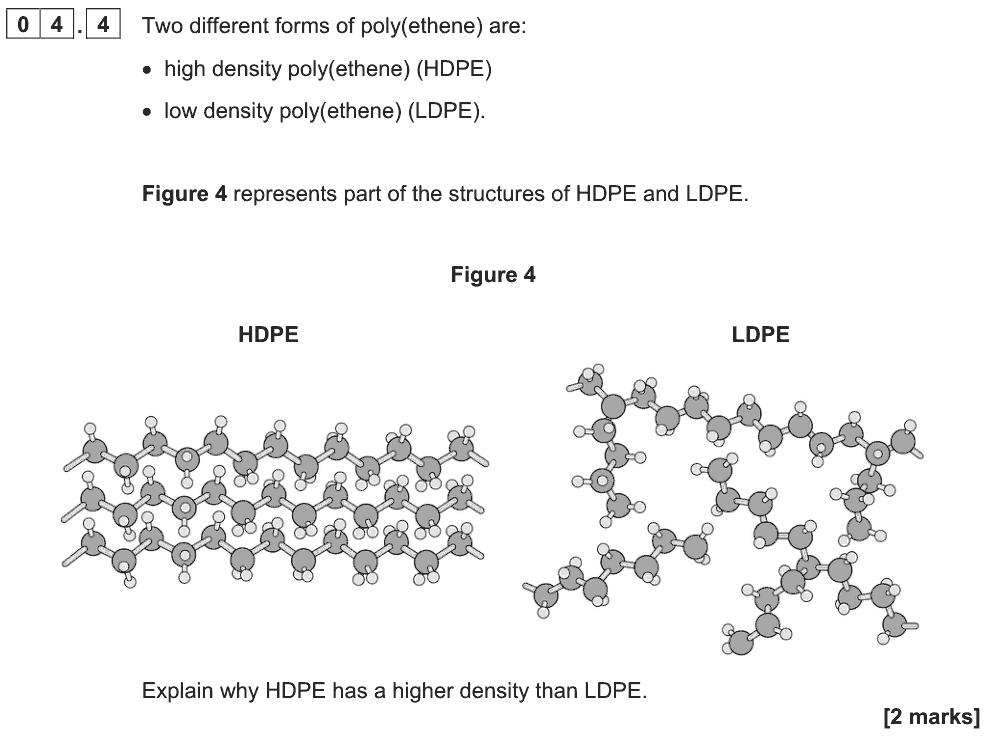 04.4 Two different forms of poly(ethene) are:
• high density poly(ethene) (HDPE)
• low density poly(ethene) (LDPE).
Figure 4 represents part of the structures of HDPE and LDPE.
Figure 4
HDPE LDPE
Explain why HDPE has a higher density than LDPE.
[2 marks]